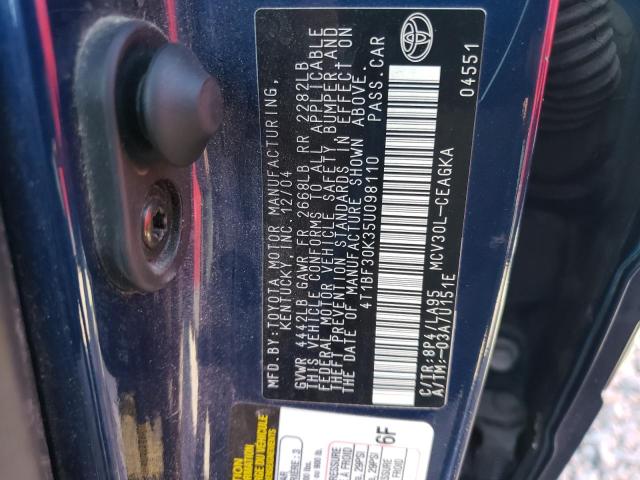 MFD.BY:TOYOTA MOTOR MANUFACTURING,
KENTUCKY, INC. 12/04
GVWR 4442LB GAWR FR 2668LB RR 2282LB
THIS VEHICLE CONFORMS TO ALL APPLICABLE
FEDERAL MOTOR VEHICLE SAFETY, BUMPER, AND
THEFT PREVENTION STANDARDS IN EFFECT ON
THE DATE OF MANUFACTURE SHOWN ABOVE.
4T1BF30K35U098110 PASS.CAR
C/TR:8P4/LA95 MCV30L-CEAGKA
A/TM:-03A/U151E 04551
6F